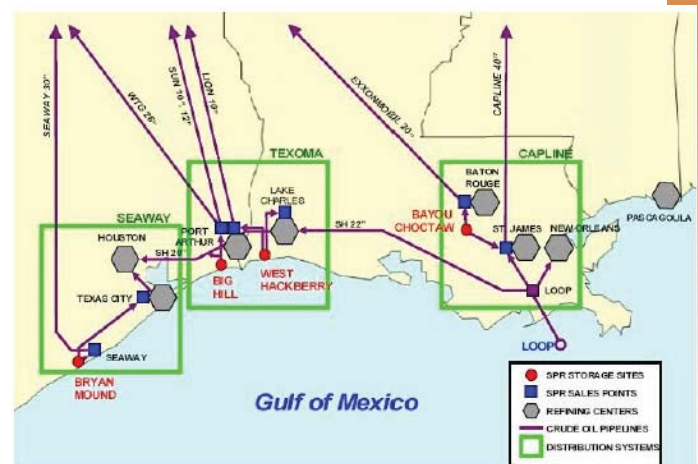 SEAWAY 30"
WTG 26"
SUN 10", 12"
LION 10"
EXXONMOBIL 20"
CAPLINE 40"
TEXOMA
CAPLINE
LAKE
CHARLES
BATON
ROUGE
SEAWAY
PORT
ARTHUR
HOUSTON
SH 20"
SH 22"
BAYOU
CHOCTAW
ST. JAMES
NEW ORLEANS
PASCAGOULA
BIG
HILL
WEST
HACKBERRY
TEXAS CITY
LOOP
LOOP
SEAWAY
BRYAN
MOUND
Gulf of Mexico
SPR STORAGE SITES
SPR SALES POINTS
REFINING CENTERS
CRUDE OIL PIPELINES
DISTRIBUTION SYSTEMS